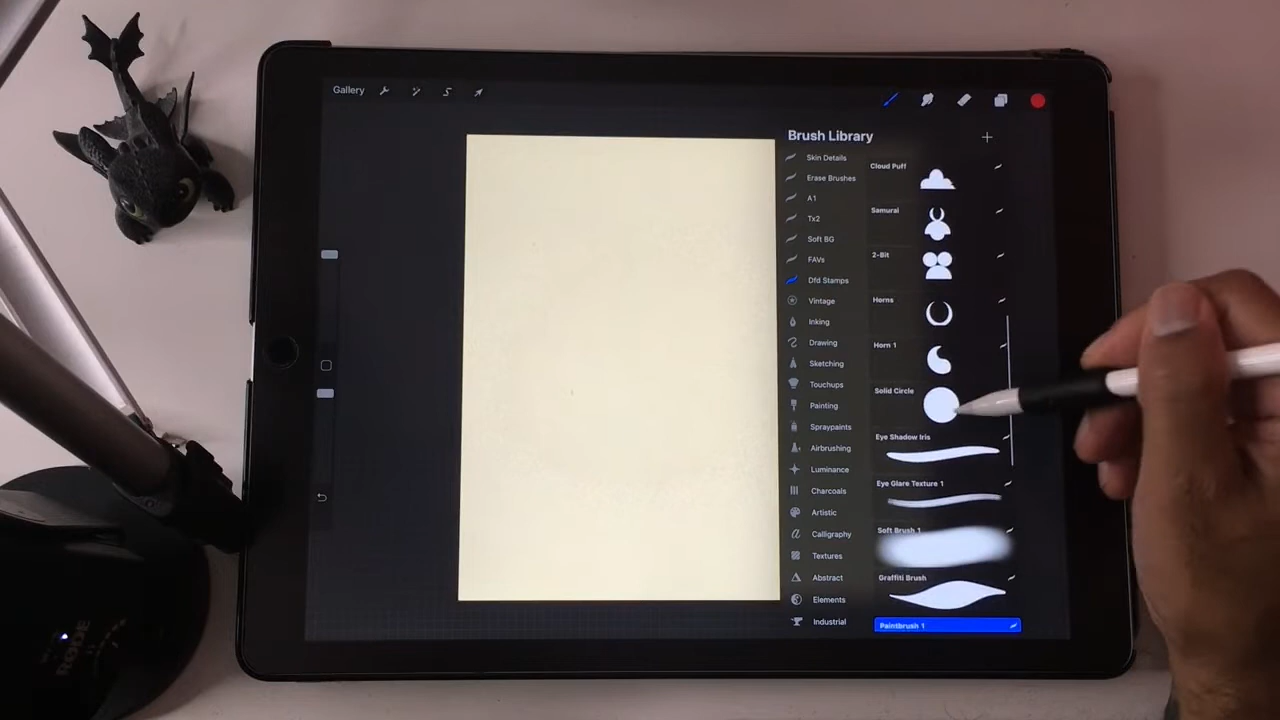 Gallery
Brush Library
Skin Details
Erase Brushes
A1
Tx2
Soft BG
FAVs
Dfd Stamps
Vintage
Inking
Drawing
Sketching
Touchups
Painting
Spraypaints
Airbrushing
Luminance
Charcoals
Artistic
Calligraphy
Textures
Abstract
Elements
Industrial
Cloud Puff
Samurai
2-Bit
Horns
Horn 1
Solid Circle
Eye Shadow Iris
Eye Glare Texture 1
Soft Brush 1
Graffiti Brush
Paintbrush 1
RØDE